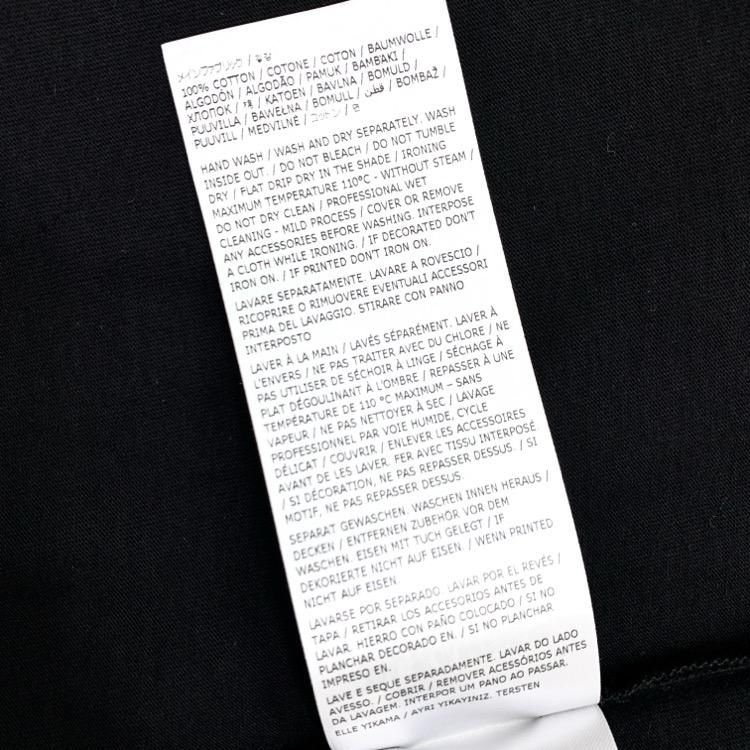 メインファブリック / 겉감
100% COTTON / COTONE / COTON / BAUMWOLLE /
ALGODÓN / ALGODÃO / PAMUK / ΒΑΜΒΑΚΙ /
ХЛОПОК / 棉 / KATOEN / BAVLNA / BOMULD /
PUUVILLA / BAWEŁNA / BOMULL / قطن / BOMBAŽ /
PUUVILL / MEDVILNĖ / コットン / 면
HAND WASH / WASH AND DRY SEPARATELY. WASH
INSIDE OUT. / DO NOT BLEACH / DO NOT TUMBLE
DRY / FLAT DRIP DRY IN THE SHADE / IRONING
MAXIMUM TEMPERATURE 110°C - WITHOUT STEAM /
DO NOT DRY CLEAN / PROFESSIONAL WET
CLEANING - MILD PROCESS / COVER OR REMOVE
ANY ACCESSORIES BEFORE WASHING. INTERPOSE
A CLOTH WHILE IRONING. / IF DECORATED DON'T
IRON ON. / IF PRINTED DON'T IRON ON.
LAVARE SEPARATAMENTE. LAVARE A ROVESCIO /
RICOPRIRE O RIMUOVERE EVENTUALI ACCESSORI
PRIMA DEL LAVAGGIO. STIRARE CON PANNO
INTERPOSTO
LAVER À LA MAIN / LAVÉS SÉPARÉMENT. LAVER À
L'ENVERS / NE PAS TRAITER AVEC DU CHLORE / NE
PAS UTILISER DE SÉCHOIR À LINGE / SÉCHAGE À
PLAT DÉGOULINANT À L'OMBRE / REPASSER À UNE
TEMPÉRATURE DE 110 °C MAXIMUM – SANS
VAPEUR / NE PAS NETTOYER À SEC / LAVAGE
PROFESSIONNEL PAR VOIE HUMIDE, CYCLE
DÉLICAT / COUVRIR / ENLEVER LES ACCESSOIRES
AVANT DE LES LAVER. FER AVEC TISSU INTERPOSÉ.
/ SI DÉCORATION, NE PAS REPASSER DESSUS. / SI
MOTIF, NE PAS REPASSER DESSUS.
SEPARAT GEWASCHEN. WASCHEN INNEN HERAUS /
DECKEN / ENTFERNEN ZUBEHÖR VOR DEM
WASCHEN. EISEN MIT TUCH GELEGT / IF
DEKORIERTE NICHT AUF EISEN. / WENN PRINTED
NICHT AUF EISEN.
LAVARSE POR SEPARADO. LAVAR POR EL REVÉS /
TAPA / RETIRAR LOS ACCESORIOS ANTES DE
LAVAR. HIERRO CON PAÑO COLOCADO / SI NO
PLANCHAR DECORADO EN. / SI NO PLANCHAR
IMPRESO EN.
LAVE E SEQUE SEPARADAMENTE. LAVAR DO LADO
AVESSO. / COBRIR / REMOVER ACESSÓRIOS ANTES
DA LAVAGEM. INTERPOR UM PANO AO PASSAR.
ELLE YIKAMA / AYRI YIKAYINIZ. TERSTEN